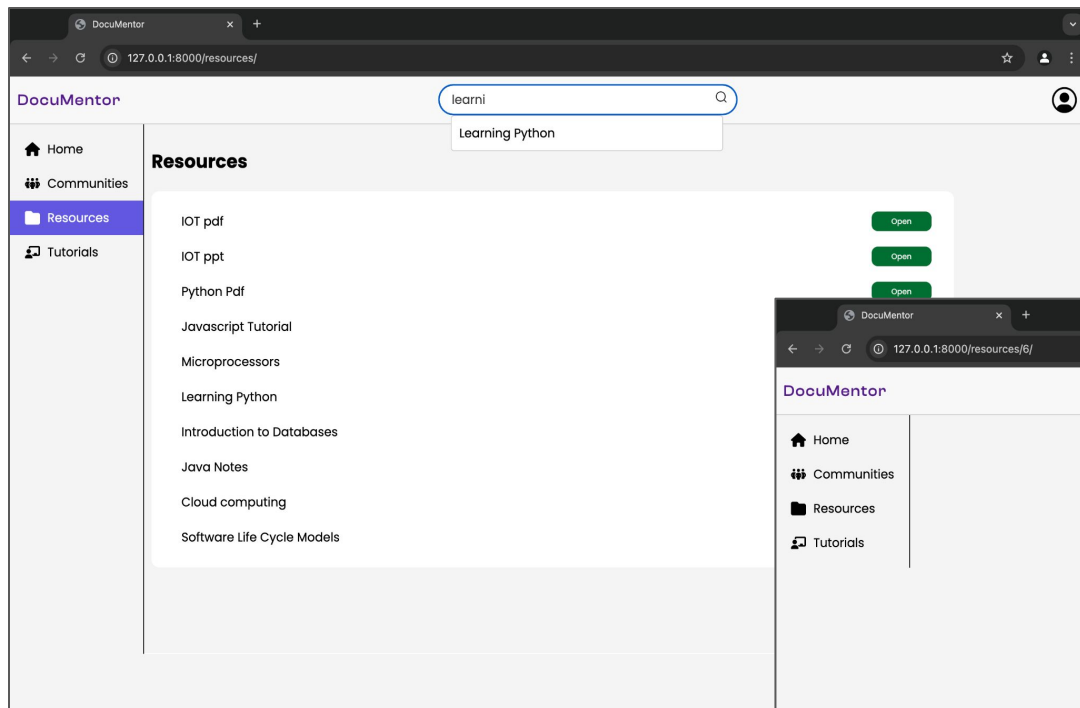 DocuMentor
127.0.0.1:8000/resources/
DocuMentor
learni
Learning Python
Home
Communities
Resources
Tutorials
Resources
IOT pdf
Open
IOT ppt
Open
Python Pdf
Open
Javascript Tutorial
Microprocessors
Learning Python
Introduction to Databases
Java Notes
Cloud computing
Software Life Cycle Models
DocuMentor
127.0.0.1:8000/resources/6/
DocuMentor
Home
Communities
Resources
Tutorials